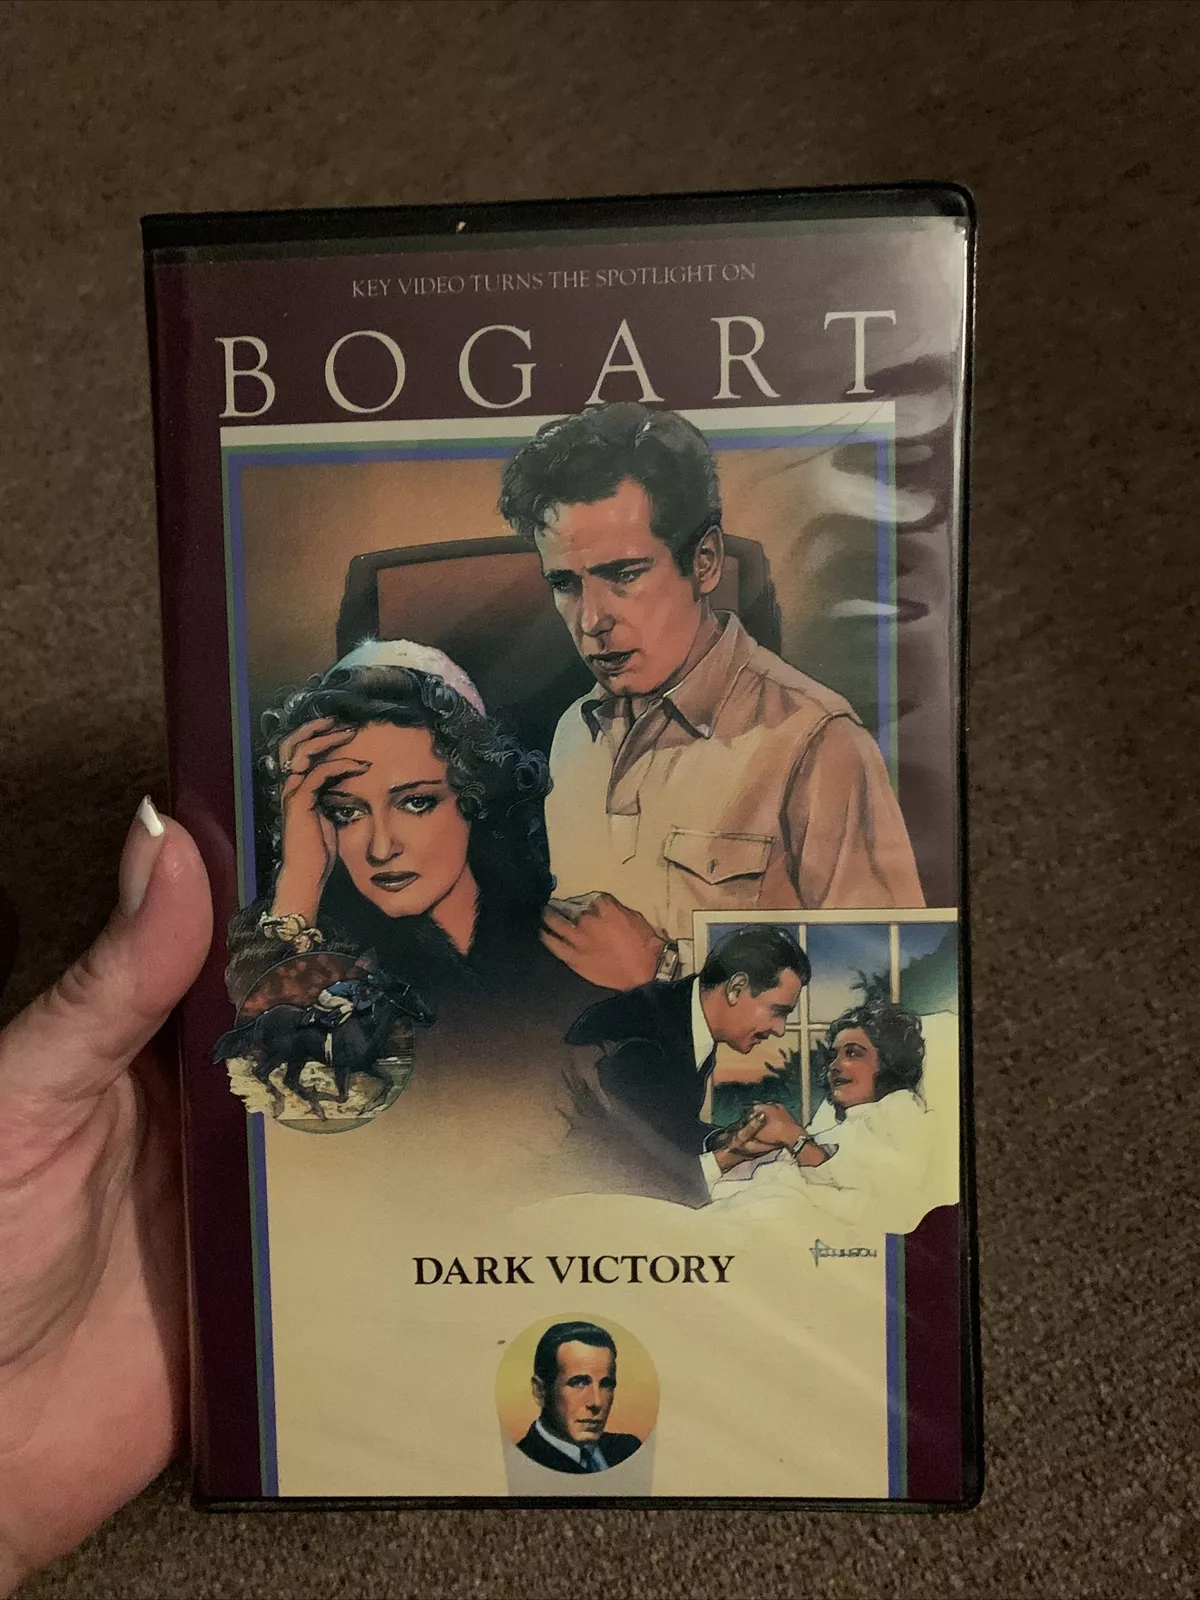 KEY VIDEO TURNS THE SPOTLIGHT ON
BOGART
DARK VICTORY